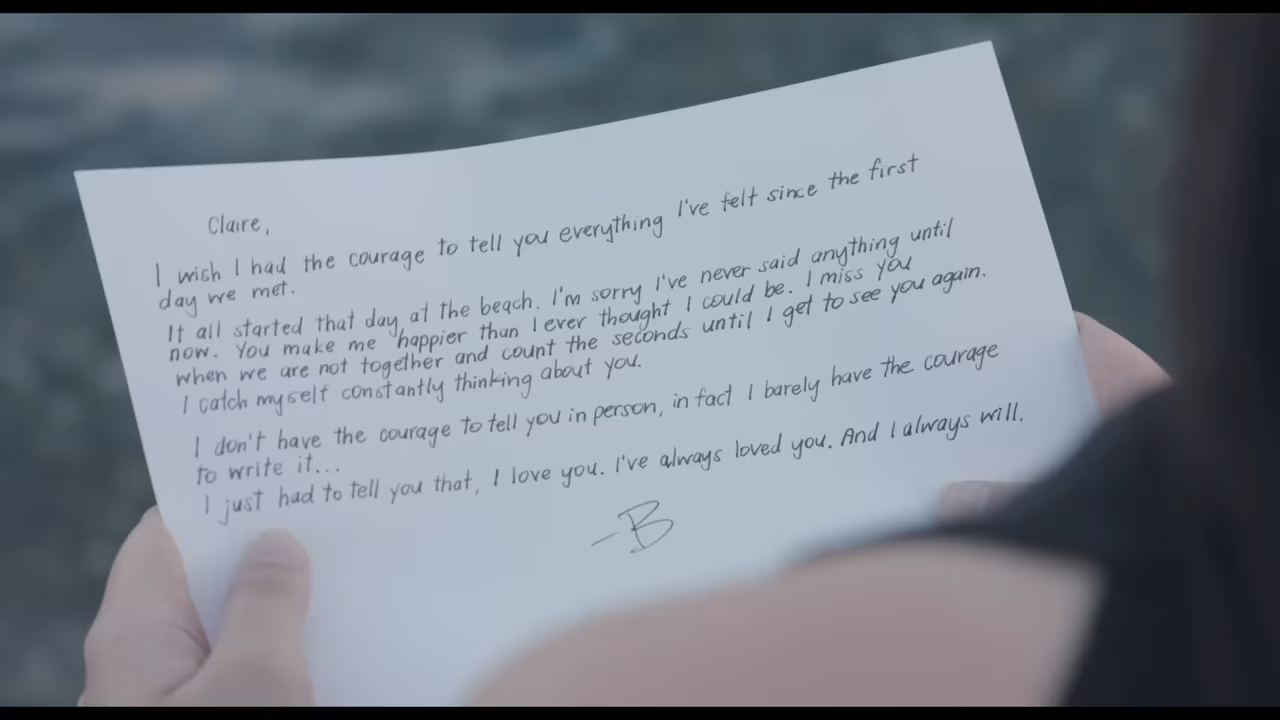 Claire,
I wish I had the courage to tell you everything I've felt since the first
day we met.
It all started that day at the beach. I'm sorry I've never said anything until
now. You make me happier than I ever thought I could be. I miss you
when we are not together and count the seconds until I get to see you again.
I catch myself constantly thinking about you.
I don't have the courage to tell you in person, in fact I barely have the courage
to write it...
I just had to tell you that, I love you. I've always loved you. And I always will.
-B